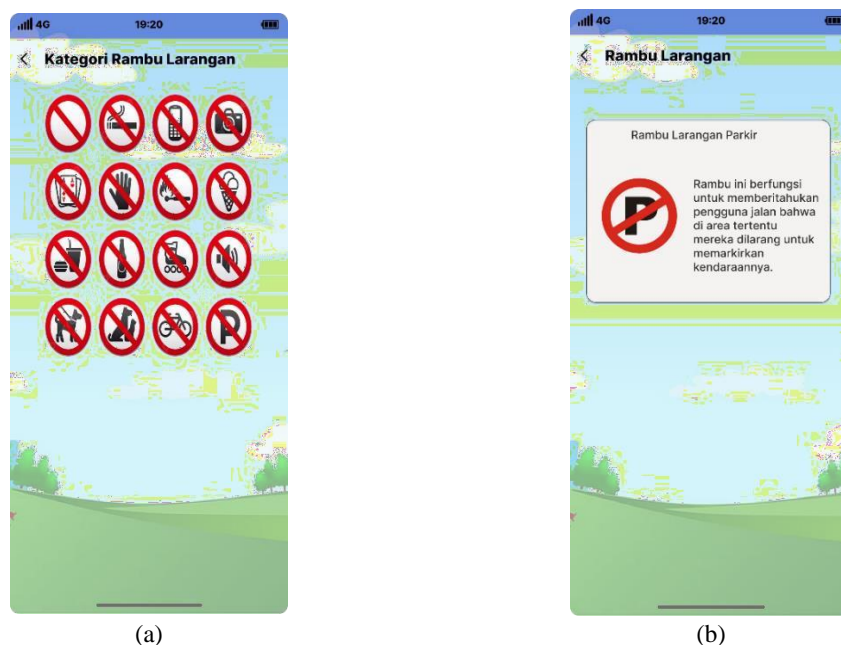 4G 19:20
Kategori Rambu Larangan
P
(a)
4G 19:20
Rambu Larangan
Rambu Larangan Parkir
P
Rambu ini berfungsi
untuk memberitahukan
pengguna jalan bahwa
di area tertentu
mereka dilarang untuk
memarkirkan
kendaraannya.
(b)